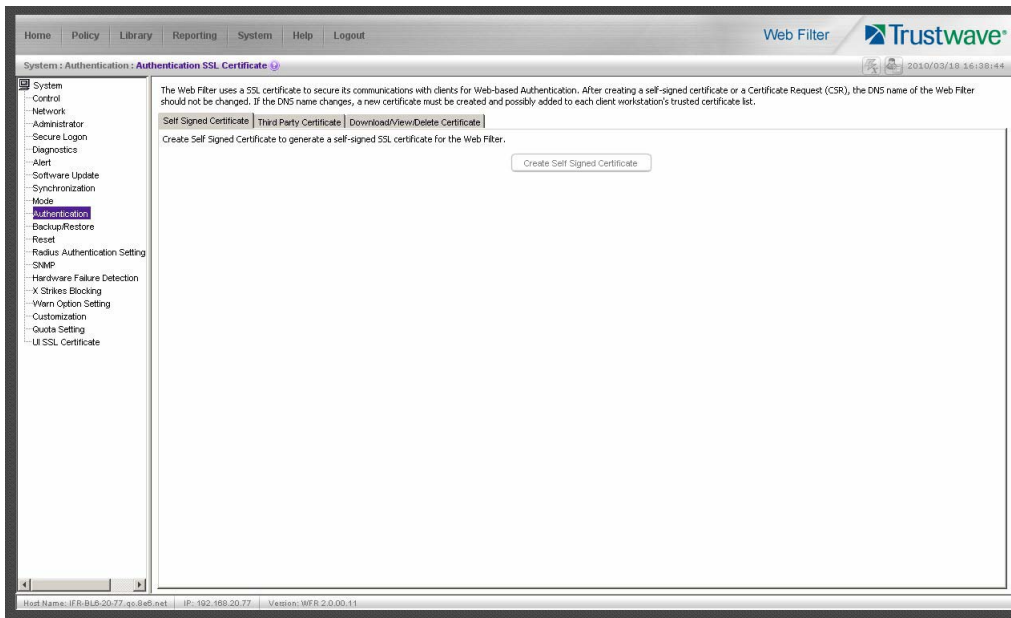 Home Policy Library Reporting System Help Logout
Web Filter
Trustwave®
System : Authentication : Authentication SSL Certificate
2010/03/18 16:38:44
System
Control
Network
Administrator
Secure Logon
Diagnostics
Alert
Software Update
Synchronization
Mode
Authentication
Backup/Restore
Reset
Radius Authentication Setting
SNMP
Hardware Failure Detection
X Strikes Blocking
Warn Option Setting
Customization
Quota Setting
UI SSL Certificate
The Web Filter uses a SSL certificate to secure its communications with clients for Web-based Authentication. After creating a self-signed certificate or a Certificate Request (CSR), the DNS name of the Web Filter
should not be changed. If the DNS name changes, a new certificate must be created and possibly added to each client workstation's trusted certificate list.
Self Signed Certificate Third Party Certificate Download/View/Delete Certificate
Create Self Signed Certificate to generate a self-signed SSL certificate for the Web Filter.
Create Self Signed Certificate
Host Name: IFR-BL6-20-77.qo.8e6.net IP: 192.168.20.77 Version: WFR 2.0.00.11